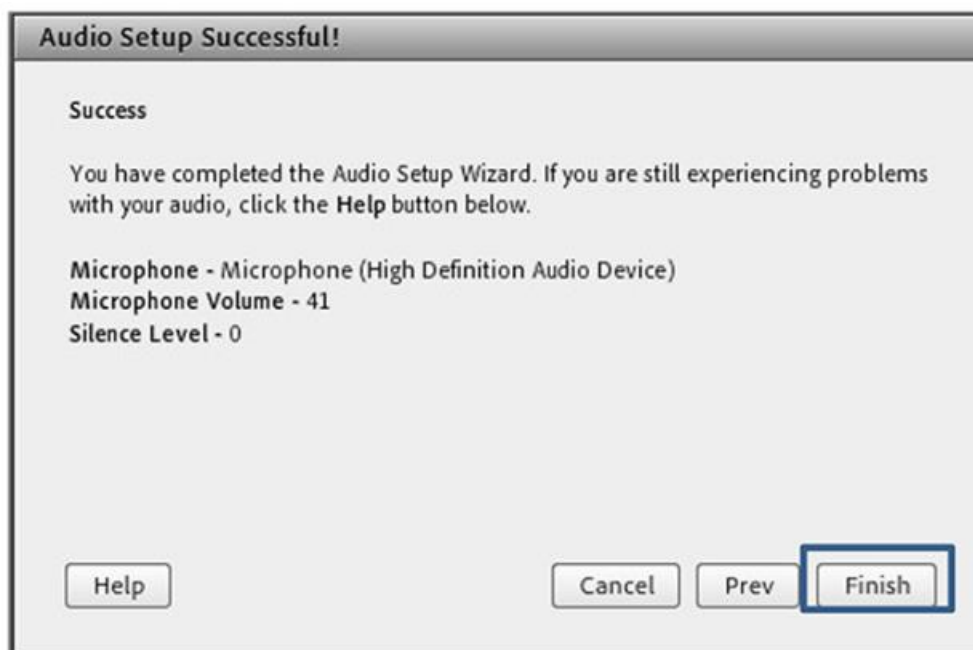 Audio Setup Successful!
Success
You have completed the Audio Setup Wizard. If you are still experiencing problems
with your audio, click the Help button below.
Microphone - Microphone (High Definition Audio Device)
Microphone Volume - 41
Silence Level - 0
Help
Cancel
Prev
Finish